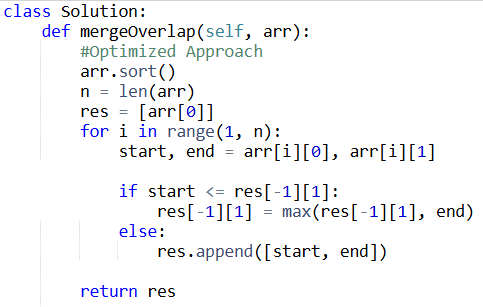 class Solution:
    def mergeOverlap(self, arr):
        #Optimized Approach
        arr.sort()
        n = len(arr)
        res = [arr[0]]
        for i in range(1, n):
            start, end = arr[i][0], arr[i][1]
            if start <= res[-1][1]:
                res[-1][1] = max(res[-1][1], end)
            else:
                res.append([start, end])
        return res